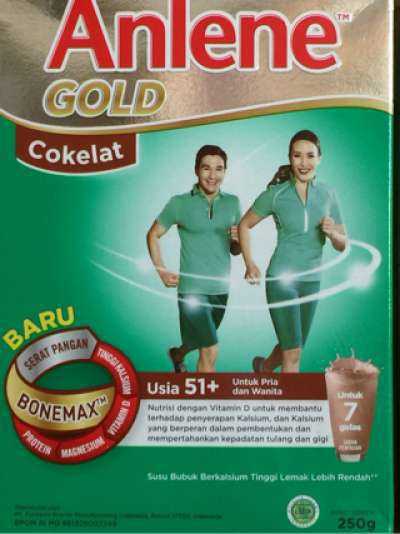 Anlene™
GOLD
Cokelat
BARU
SERAT PANGAN
TINGGI KALSIUM
BONEMAX™
VITAMIN D
MAGNESIUM
PROTEIN
Usia 51+
Untuk Pria
dan Wanita
Nutrisi dengan Vitamin D untuk membantu
terhadap penyerapan Kalsium, dan Kalsium
yang berperan dalam pembentukan dan
mempertahankan kepadatan tulang dan gigi
Untuk
7
gelas
Susu Bubuk Berkalsium Tinggi Lemak Lebih Rendah**
250g